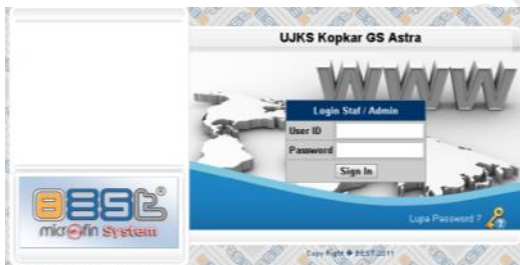 UJKS Kopkar GS Astra
WWW
Login Staf / Admin
User ID
Password
Sign In
BEST
microfin System
Lupa Password ?
Copy Right � BEST 2011